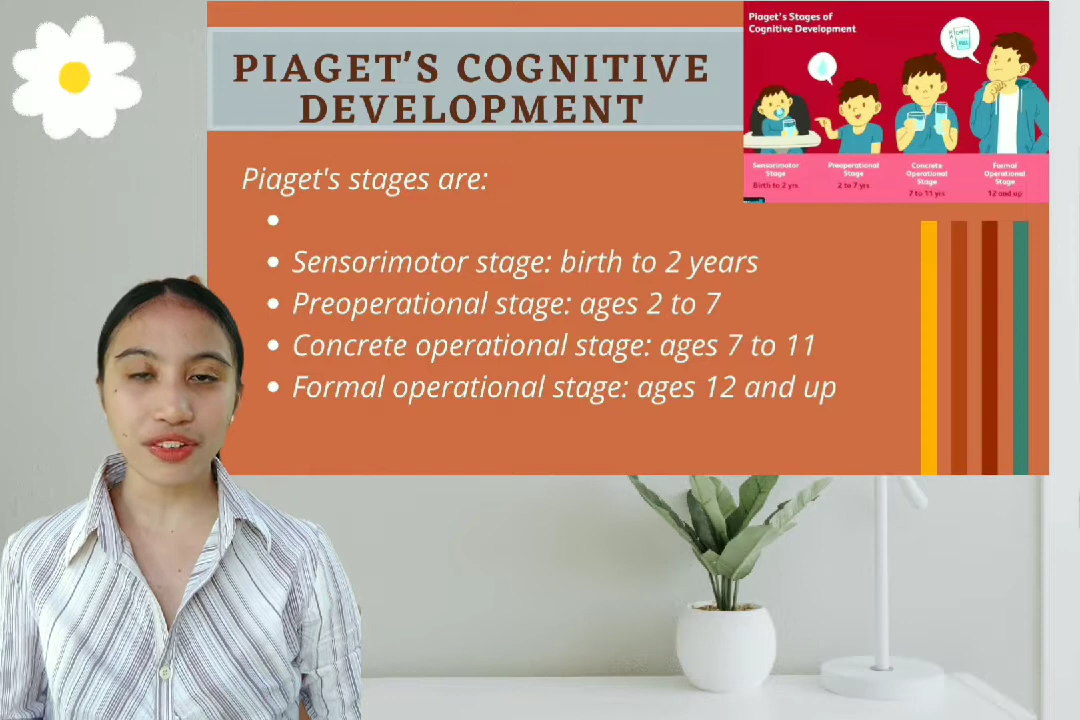 PIAGET'S COGNITIVE
DEVELOPMENT
Piaget's stages are:
Sensorimotor stage: birth to 2 years
Preoperational stage: ages 2 to 7
Concrete operational stage: ages 7 to 11
Formal operational stage: ages 12 and up
Piaget's Stages of
Cognitive Development
Sensorimotor
Stage
Birth to 2 yrs
Preoperational
Stage
2 to 7 yrs
Concrete
Operational
Stage
7 to 11 yrs
Formal
Operational
Stage
12 and up